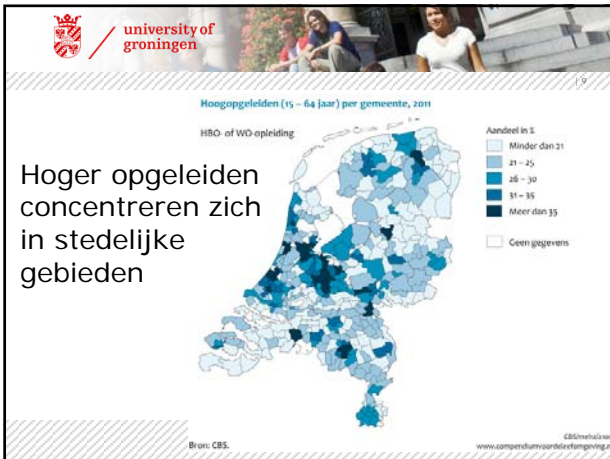 university of
groningen
| 9
Hoogopgeleiden (15 – 64 jaar) per gemeente, 2011
HBO- of WO-opleiding
Aandeel in %
Minder dan 21
21 – 25
26 – 30
31 – 35
Meer dan 35
Geen gegevens
Hoger opgeleiden
concentreren zich
in stedelijke
gebieden
Bron: CBS.